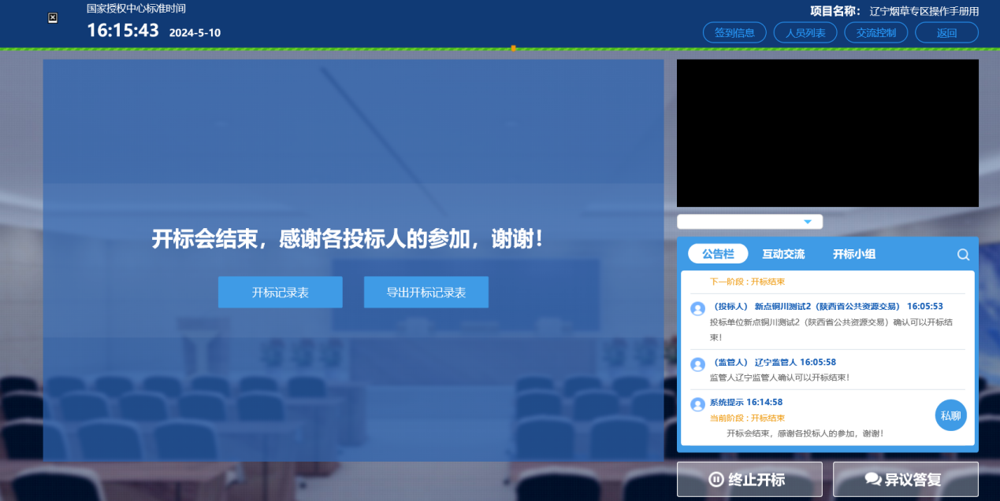 国家授权中心标准时间
16:15:43 2024-5-10
项目名称： 辽宁烟草专区操作手册用
签到信息 人员列表 交流控制 返回
开标会结束，感谢各投标人的参加，谢谢！
开标记录表 导出开标记录表
公告栏 互动交流 开标小组
下一阶段 : 开标结束
（投标人） 新点铜川测试2（陕西省公共资源交易） 16:05:53
投标单位新点铜川测试2（陕西省公共资源交易）确认可以开标结
束！
（监管人） 辽宁监管人 16:05:58
监管人辽宁监管人确认可以开标结束！
系统提示 16:14:58
当前阶段 : 开标结束
开标会结束，感谢各投标人的参加，谢谢！
私聊
终止开标 异议答复